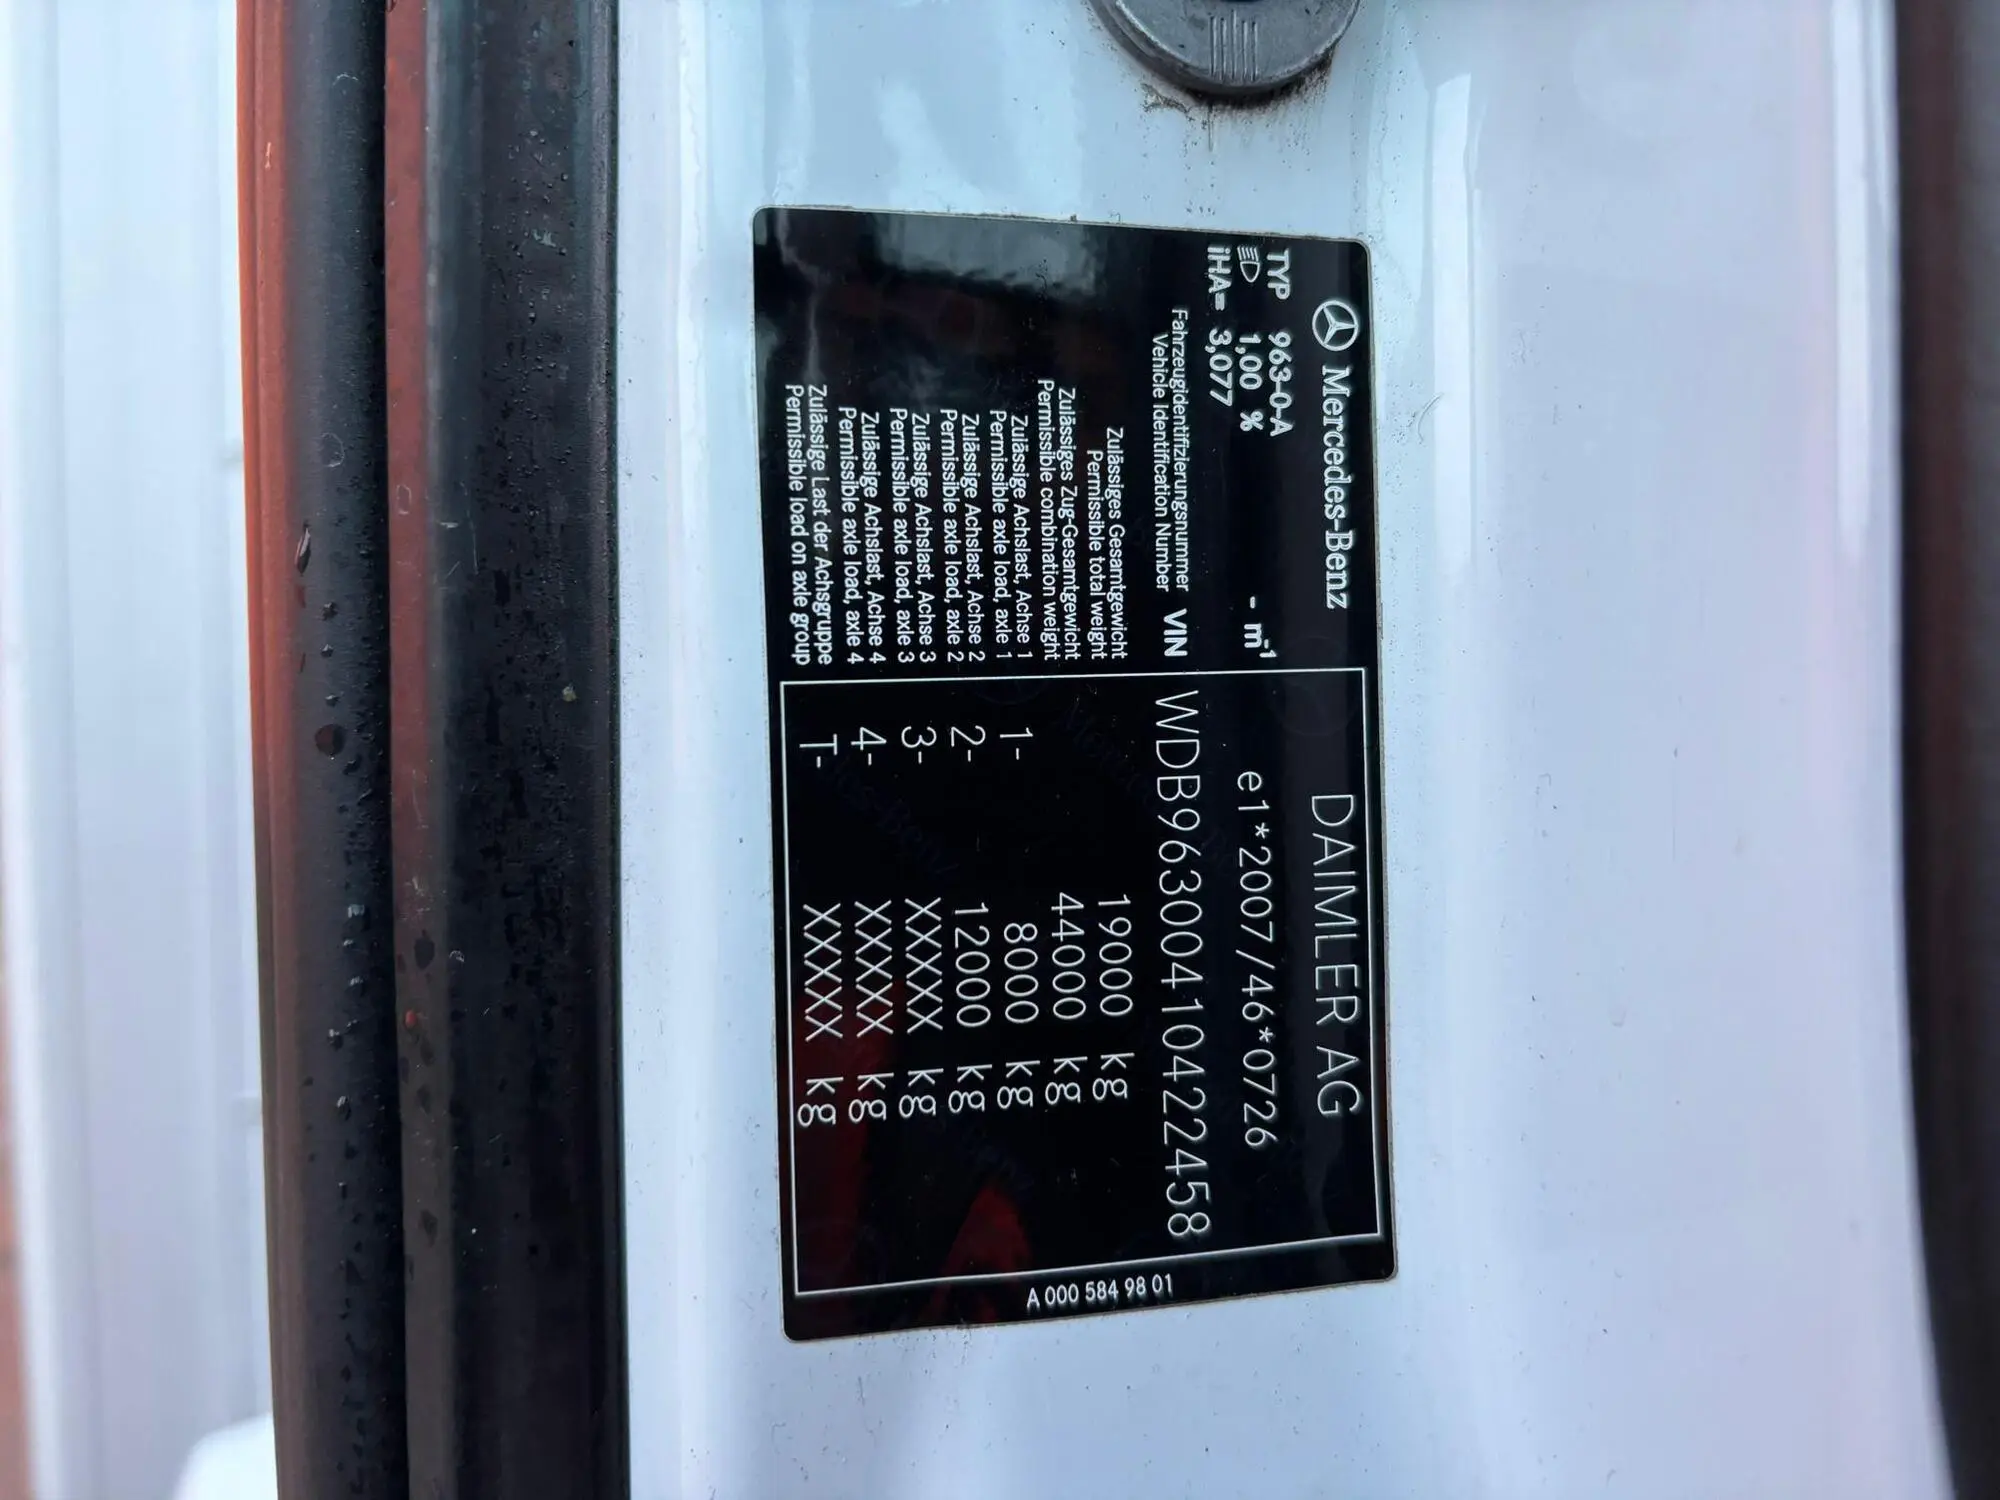 Mercedes-Benz DAIMLER AG
TYP 963-0-A
1,00 % - m⁻¹ e1*2007/46*0726
iHA= 3,077
Fahrzeugidentifizierungsnummer
Vehicle Identification Number VIN WDB96300410422458
Zulässiges Gesamtgewicht
Permissible total weight 19000 kg
Zulässiges Zug-Gesamtgewicht
Permissible combination weight 44000 kg
Zulässige Achslast, Achse 1
Permissible axle load, axle 1 1- 8000 kg
Zulässige Achslast, Achse 2
Permissible axle load, axle 2 2- 12000 kg
Zulässige Achslast, Achse 3
Permissible axle load, axle 3 3- XXXXX kg
Zulässige Achslast, Achse 4
Permissible axle load, axle 4 4- XXXXX kg
Zulässige Last der Achsgruppe
Permissible load on axle group T- XXXXX kg
A 000 584 98 01